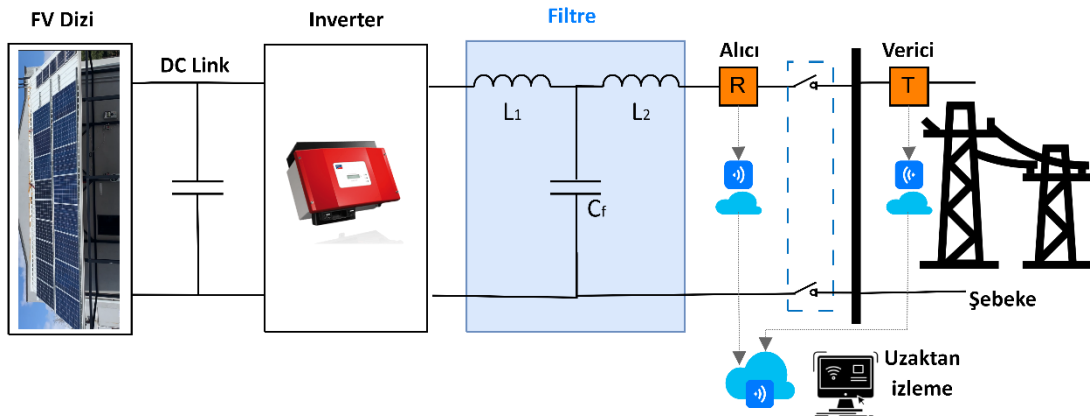 FV Dizi
DC Link
Inverter
Filtre
L1
L2
Cf
Alıcı
R
Verici
T
Şebeke
Uzaktan
izleme